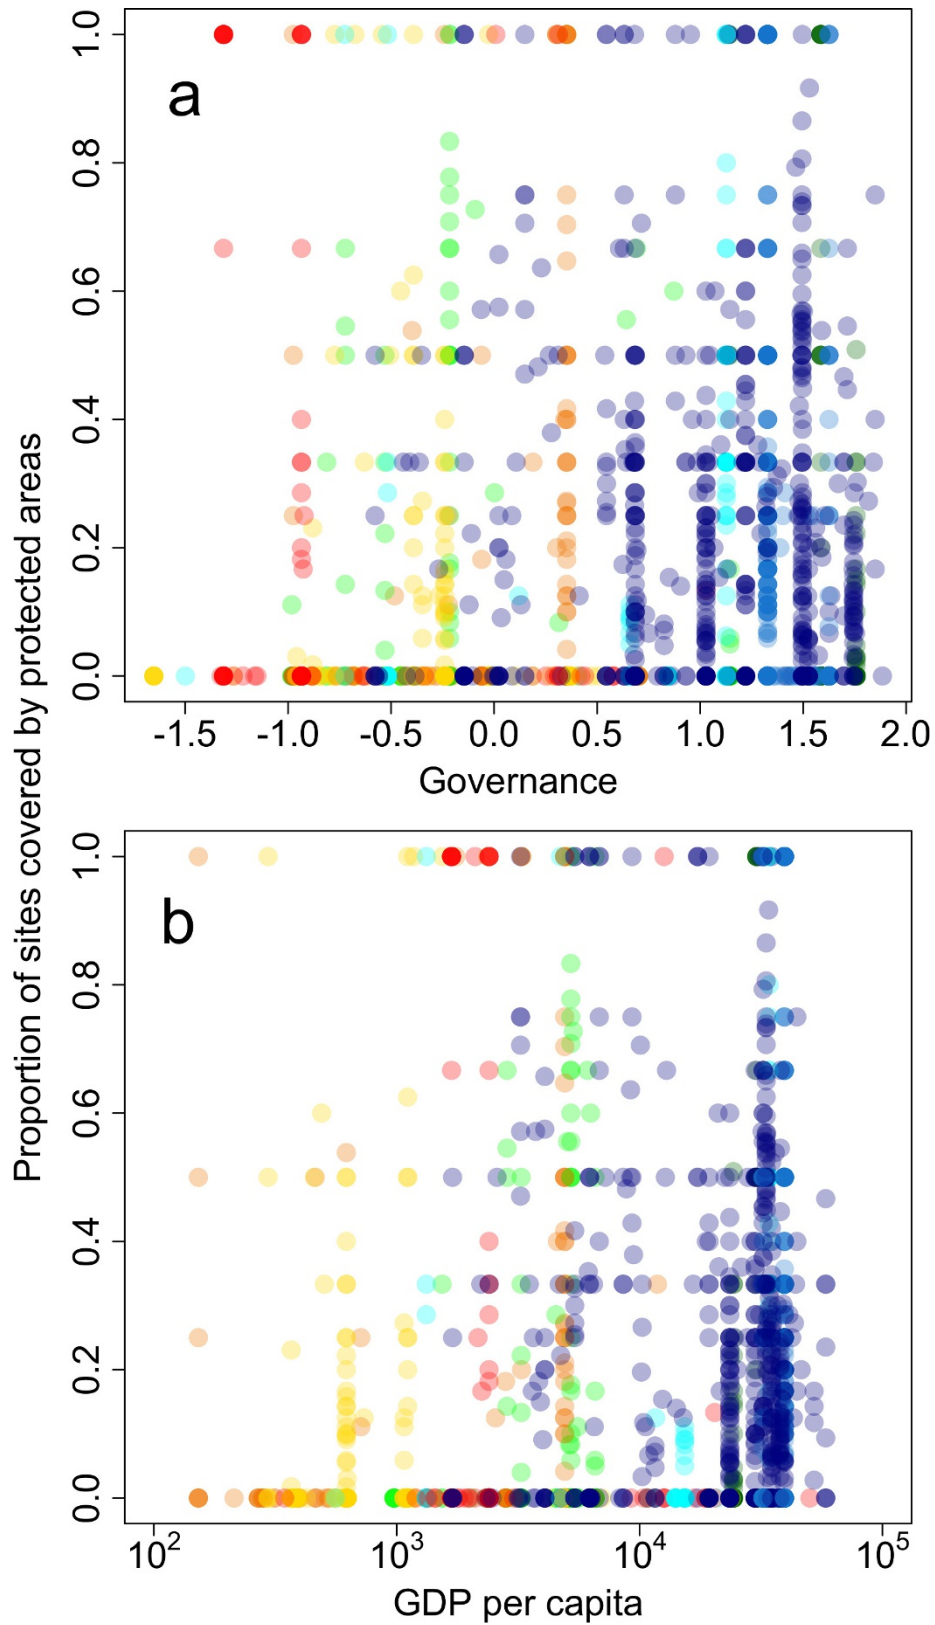 Proportion of sites covered by protected areas
a
1.0
0.8
0.6
0.4
0.2
0.0
-1.5 -1.0 -0.5 0.0 0.5 1.0 1.5 2.0
Governance
b
1.0
0.8
0.6
0.4
0.2
0.0
10² 10³ 10⁴ 10⁵
GDP per capita